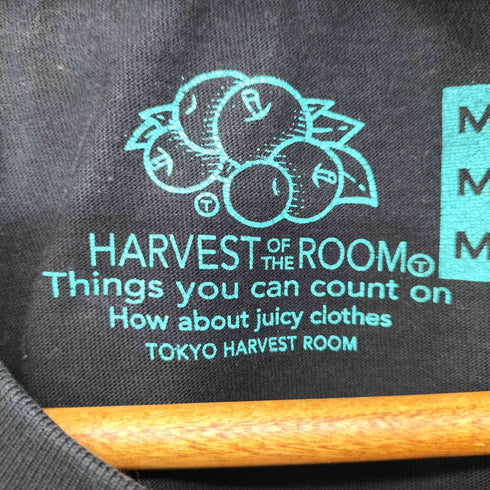 Ⓣ
HARVEST OF THE ROOM Ⓣ
Things you can count on
How about juicy clothes
TOKYO HARVEST ROOM
M
M
M